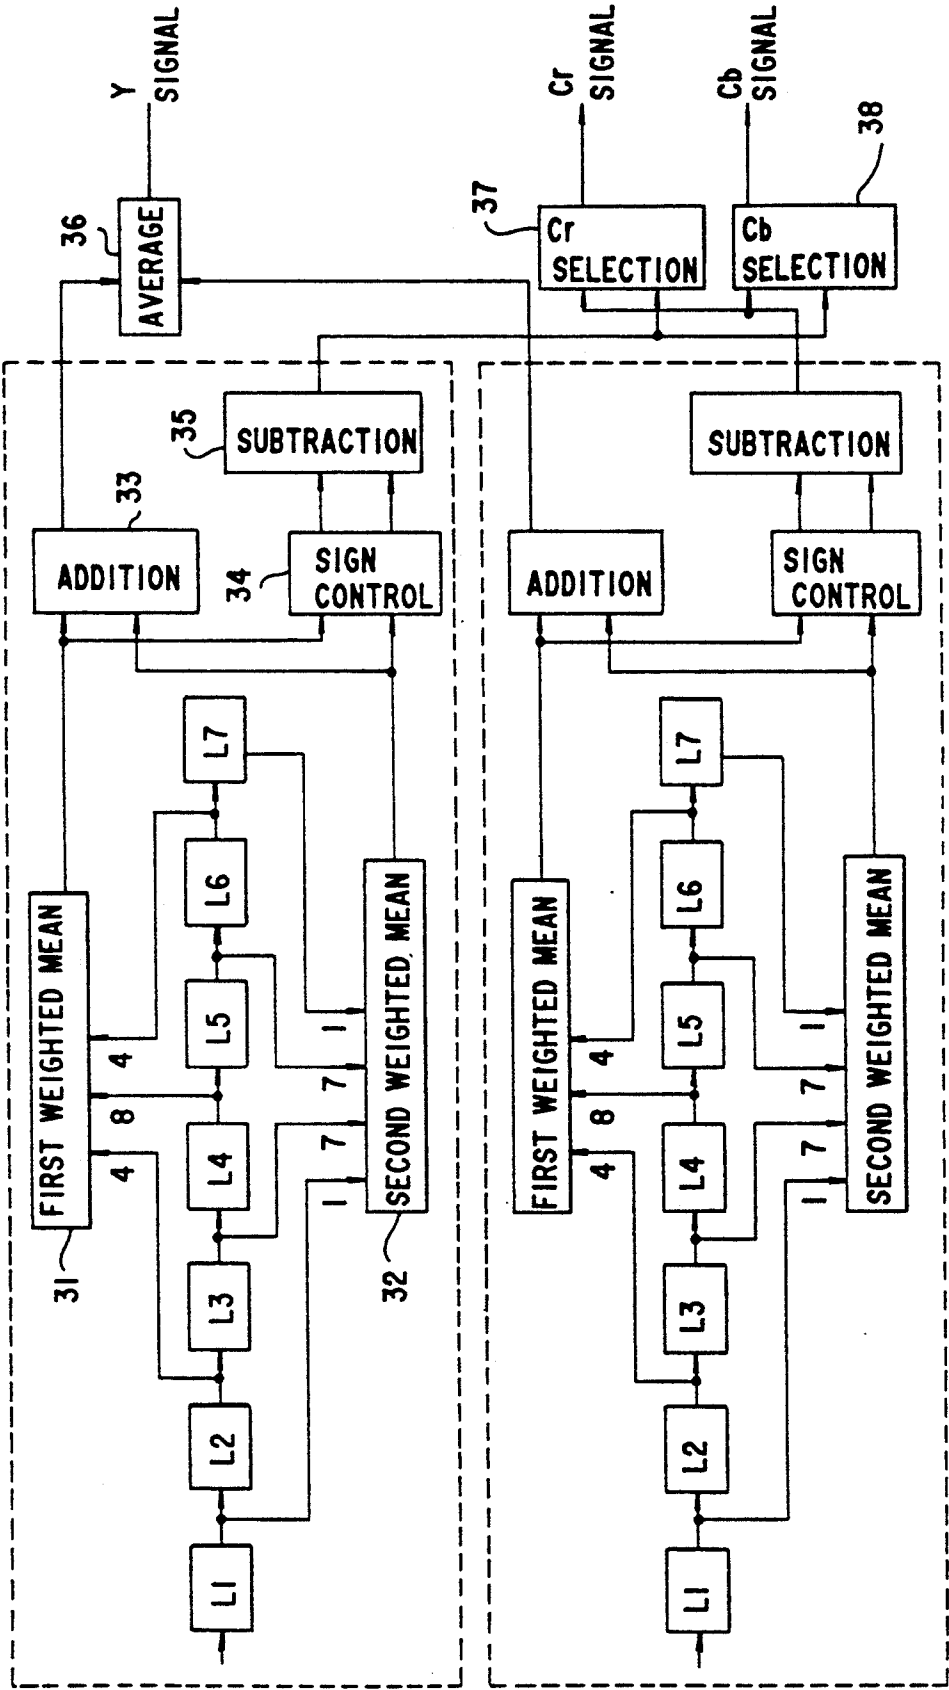 31
FIRST WEIGHTED MEAN
4
8
4
L1
L2
L3
L4
L5
L6
L7
1
7
7
1
SECOND WEIGHTED MEAN
32
33
ADDITION
34
SIGN
CONTROL
35
SUBTRACTION
36
AVERAGE
Y
SIGNAL
FIRST WEIGHTED MEAN
4
8
4
L1
L2
L3
L4
L5
L6
L7
1
7
7
1
SECOND WEIGHTED MEAN
ADDITION
SIGN
CONTROL
SUBTRACTION
37
Cr
SELECTION
Cr
SIGNAL
Cb
SELECTION
38
Cb
SIGNAL